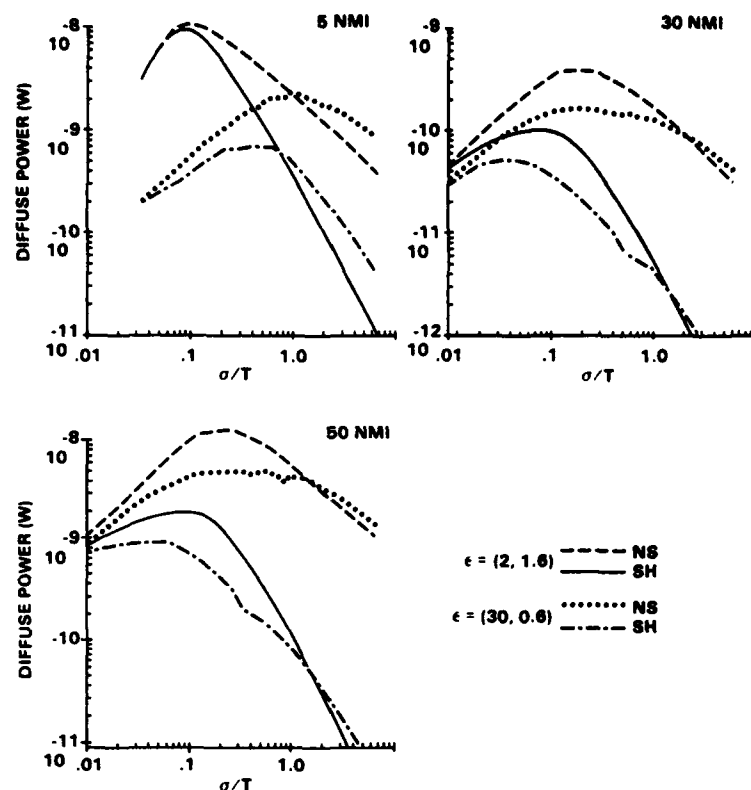 5 NMI
DIFFUSE POWER (W)
10 -8
10 -9
10 -10
10 -11
.01 .1 1.0
σ/T
30 NMI
10 -8
10 -9
10 -10
10 -11
10 -12
.01 .1 1.0
σ/T
50 NMI
DIFFUSE POWER (W)
10 -8
10 -9
10 -10
10 -11
.01 .1 1.0
σ/T
ε = (2, 1.6) NS
SH
ε = (30, 0.6) NS
SH